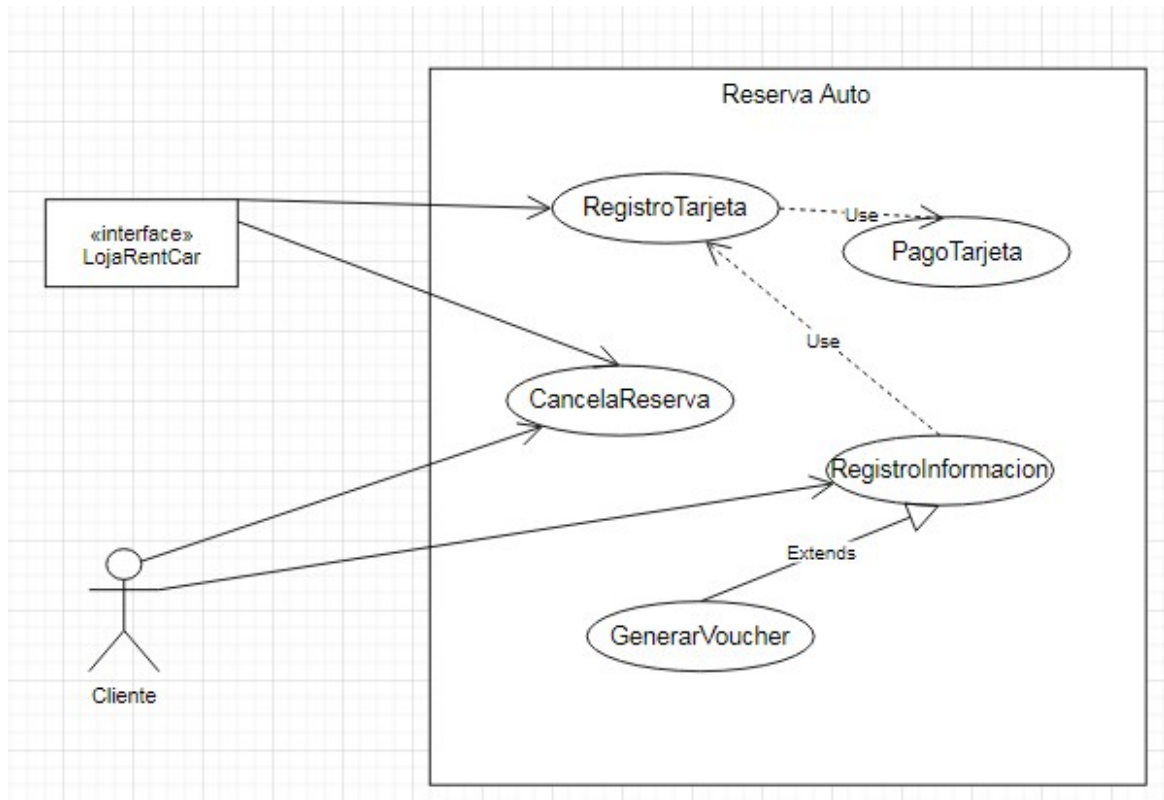 Reserva Auto
RegistroTarjeta
Use
PagoTarjeta
«interface»
LojaRentCar
Use
CancelaReserva
RegistroInformacion
Extends
GenerarVoucher
Cliente